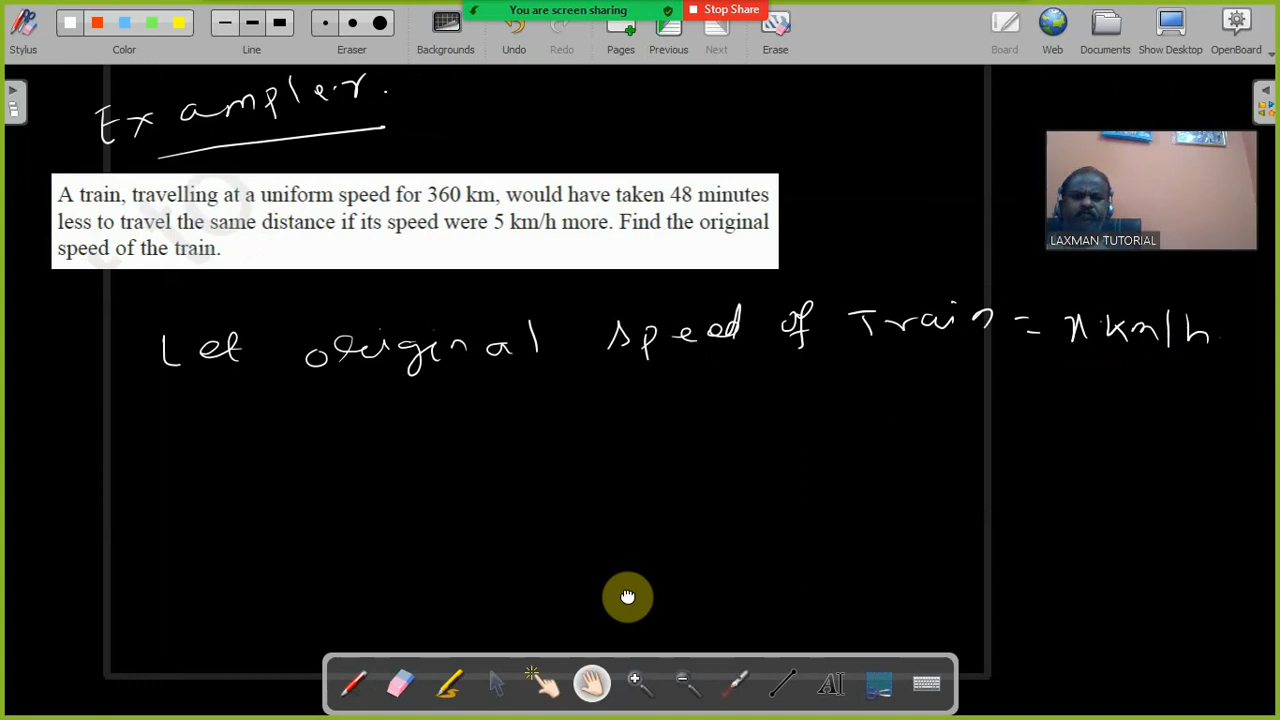 You are screen sharing Stop Share
Stylus Color Line Eraser Backgrounds Undo Redo Pages Previous Next Erase Board Web Documents Show Desktop OpenBoard
Exampler.
A train, travelling at a uniform speed for 360 km, would have taken 48 minutes
less to travel the same distance if its speed were 5 km/h more. Find the original
speed of the train.
LAXMAN TUTORIAL
Let original speed of Train = x km/h.